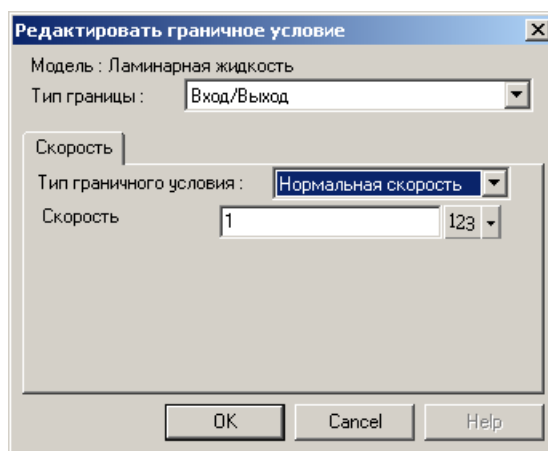 Редактировать граничное условие
Модель : Ламинарная жидкость
Тип границы : Вход/Выход
Скорость
Тип граничного условия : Нормальная скорость
Скорость 1 123
OK Cancel Help